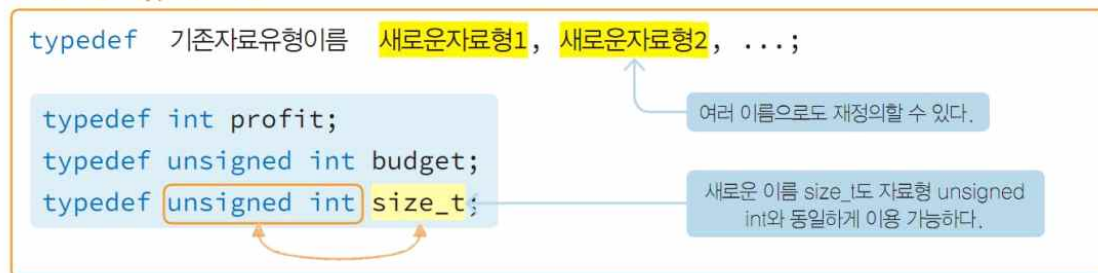 typedef 기존자료유형이름 새로운자료형1, 새로운자료형2, ...;
여러 이름으로도 재정의할 수 있다.
typedef int profit;
typedef unsigned int budget;
typedef unsigned int size_t;
새로운 이름 size_t도 자료형 unsigned
int와 동일하게 이용 가능하다.